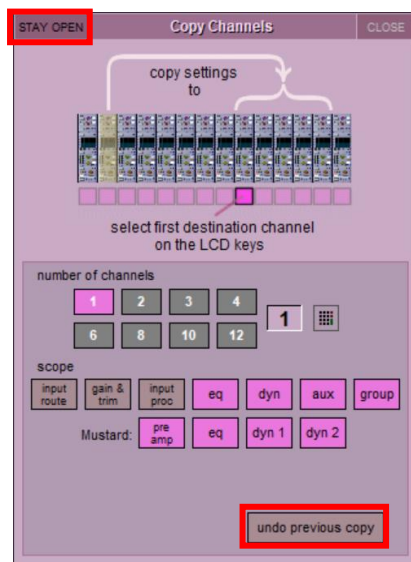 STAY OPEN Copy Channels CLOSE
copy settings
to
select first destination channel
on the LCD keys
number of channels
1 2 3 4 1
6 8 10 12
scope
input route gain & trim input proc eq dyn aux group
Mustard: pre amp eq dyn 1 dyn 2
undo previous copy